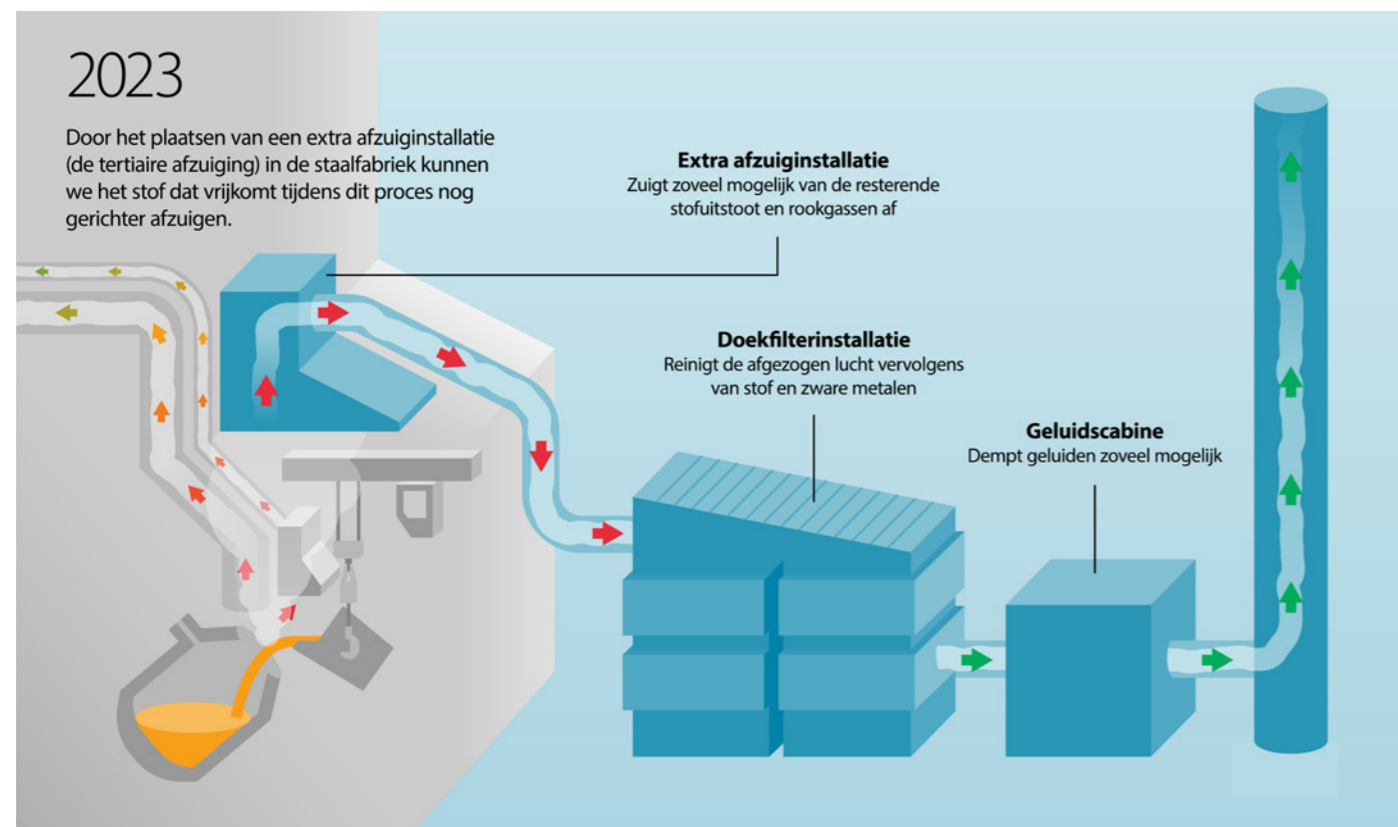 2023
Door het plaatsen van een extra afzuiginstallatie
(de tertiaire afzuiging) in de staalfabriek kunnen
we het stof dat vrijkomt tijdens dit proces nog
gerichter afzuigen.
Extra afzuiginstallatie
Zuigt zoveel mogelijk van de resterende
stofuitstoot en rookgassen af
Doekfilterinstallatie
Reinigt de afgezogen lucht vervolgens
van stof en zware metalen
Geluidscabine
Dempt geluiden zoveel mogelijk